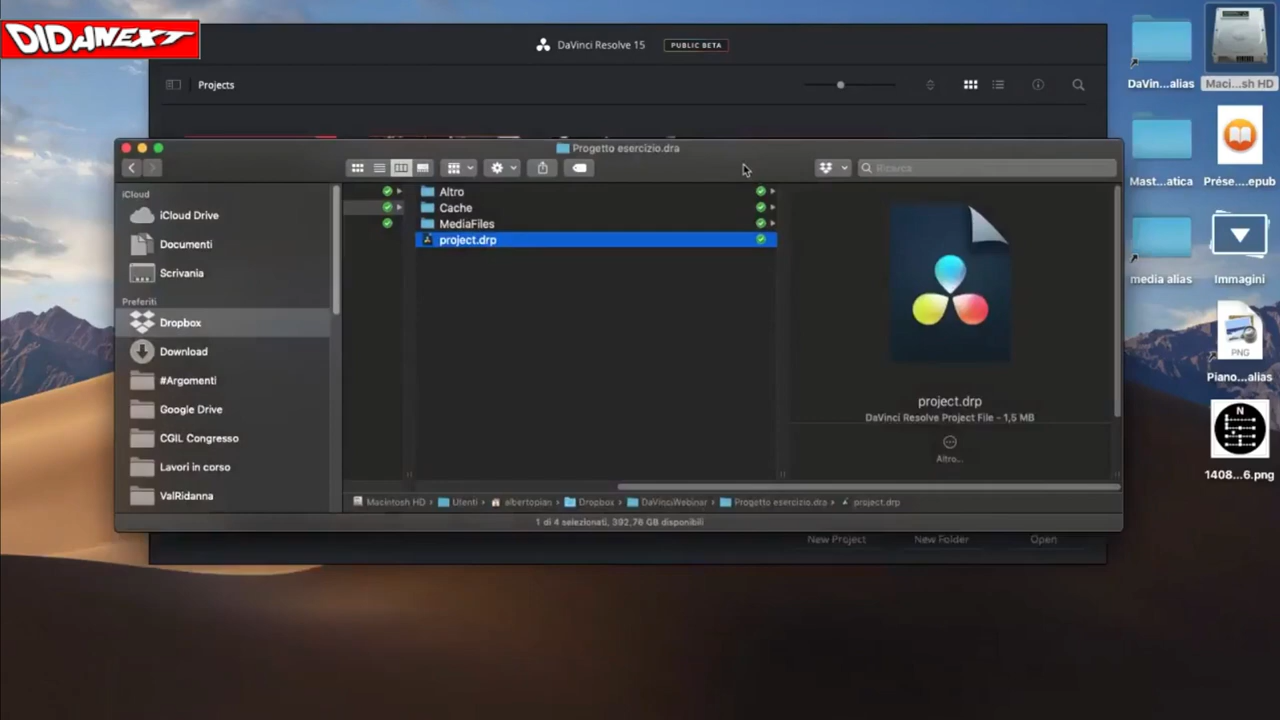 DIDANEXT
DaVinci Resolve 15
PUBLIC BETA
Projects
Progetto esercizio.dra
Ricerca
iCloud
iCloud Drive
Documenti
Scrivania
Preferiti
Dropbox
Download
#Argomenti
Google Drive
CGIL Congresso
Lavori in corso
ValRidanna
Altro
Cache
MediaFiles
project.drp
project.drp
DaVinci Resolve Project File - 1,5 MB
Altro...
Macintosh HD
Utenti
albertopian
Dropbox
DaVinciWebinar
Progetto esercizio.dra
project.drp
1 di 4 selezionati, 392,76 GB disponibili
New Project
New Folder
Open
DaVin...alias
Maci...sh HD
Mast...atica
Prése...epub
media alias
Immagini
PNG
Piano...alias
N
1408...6.png